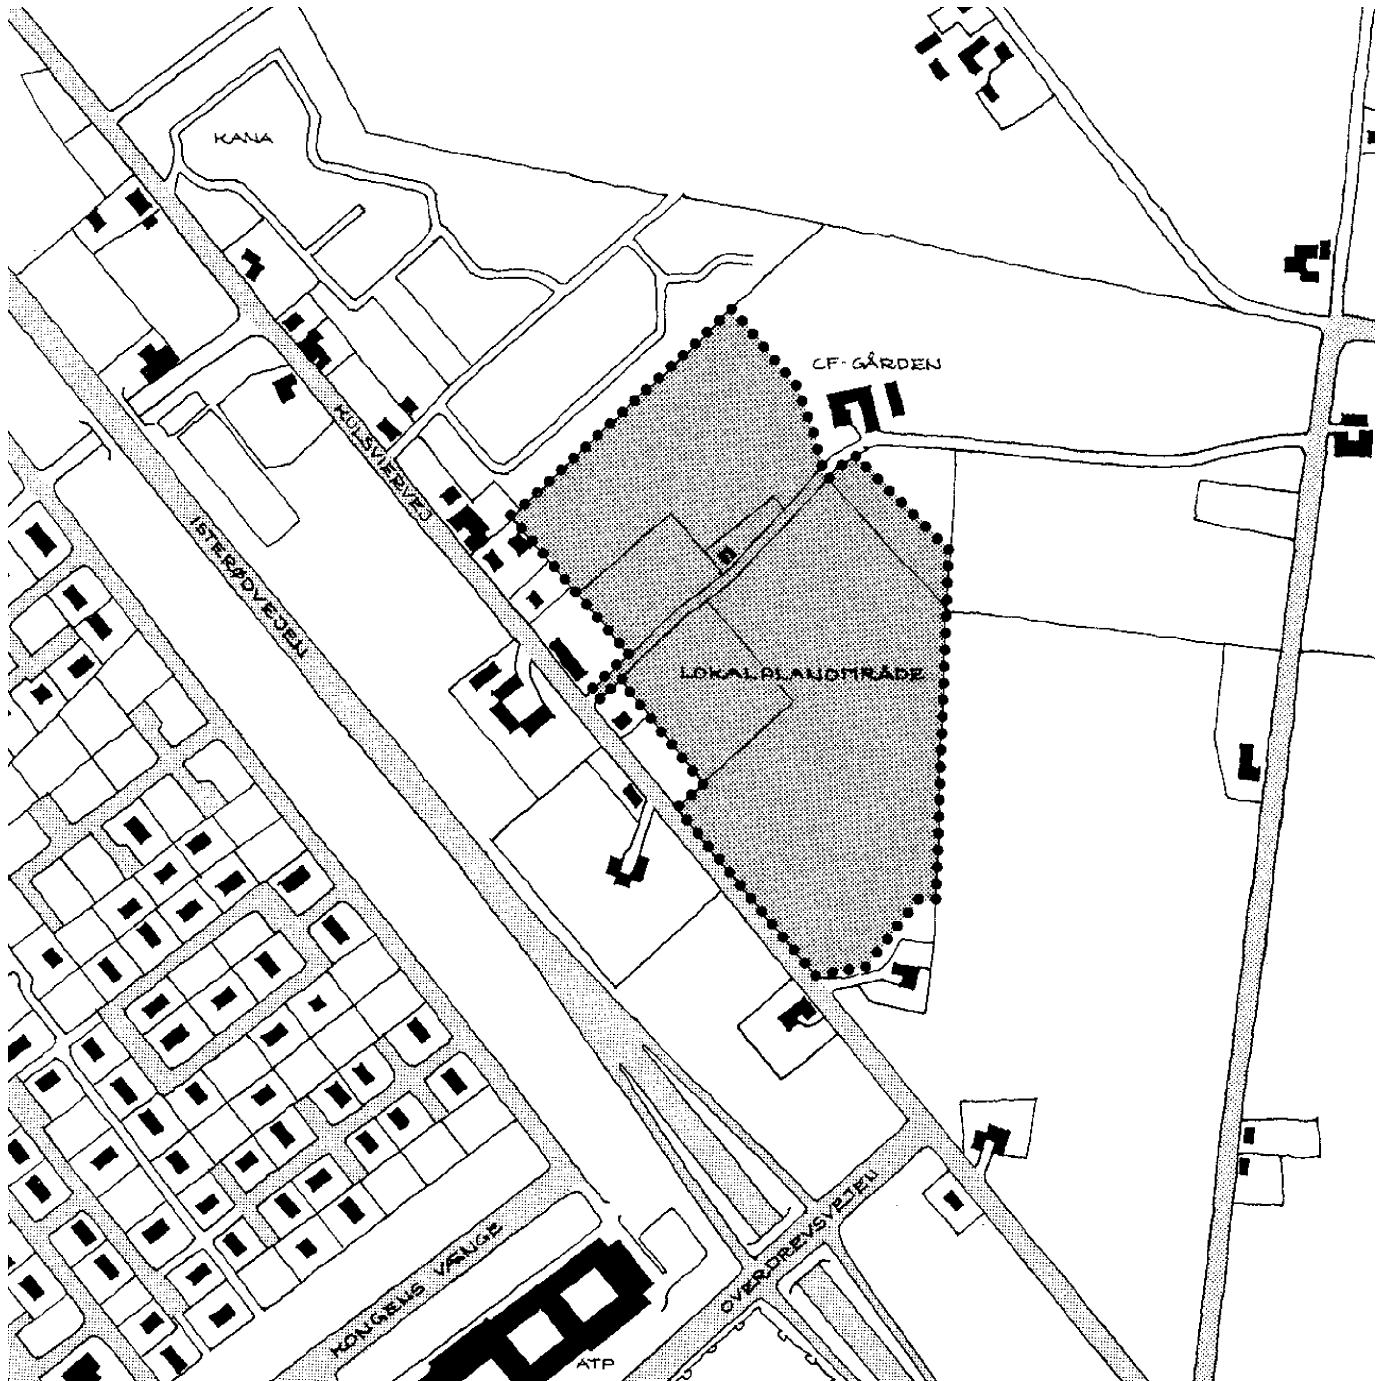 KANA
CF-GÅRDEN
KULSVIERVEJ
ISTERØDVEJEN
LOKALPLANOMRÅDE
OVERDREVSVEJEN
KONGENS VÆNGE
ATP